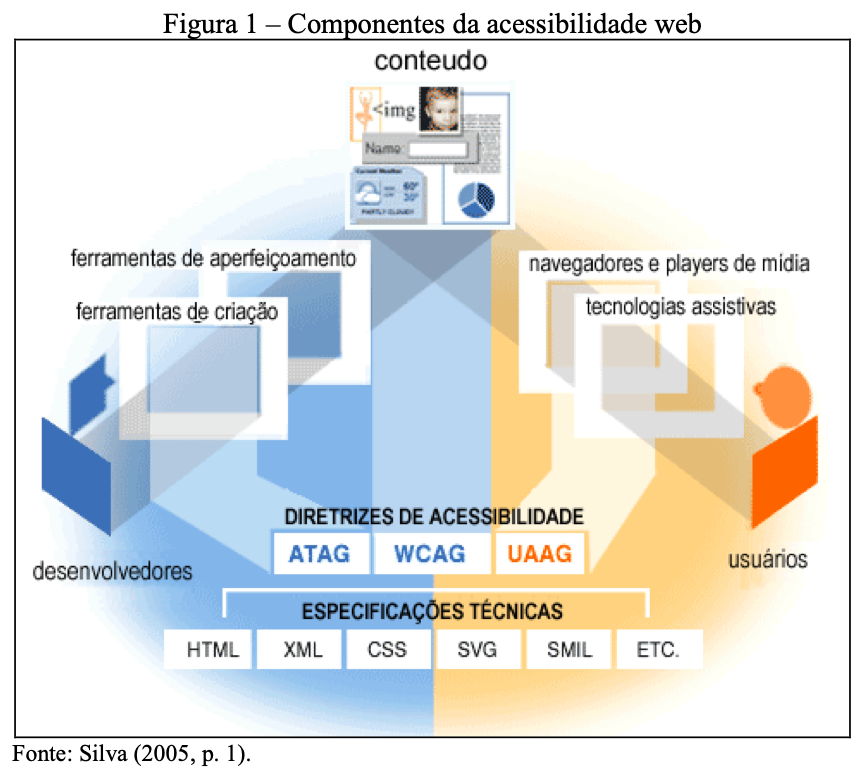 Figura 1 – Componentes da acessibilidade web
conteudo
<img
Name:
Current Weather
60°
30°
PARTLY CLOUDY
ferramentas de aperfeiçoamento
ferramentas de criação
navegadores e players de mídia
tecnologias assistivas
desenvolvedores
usuários
DIRETRIZES DE ACESSIBILIDADE
ATAG WCAG UAAG
ESPECIFICAÇÕES TÉCNICAS
HTML XML CSS SVG SMIL ETC.
Fonte: Silva (2005, p. 1).